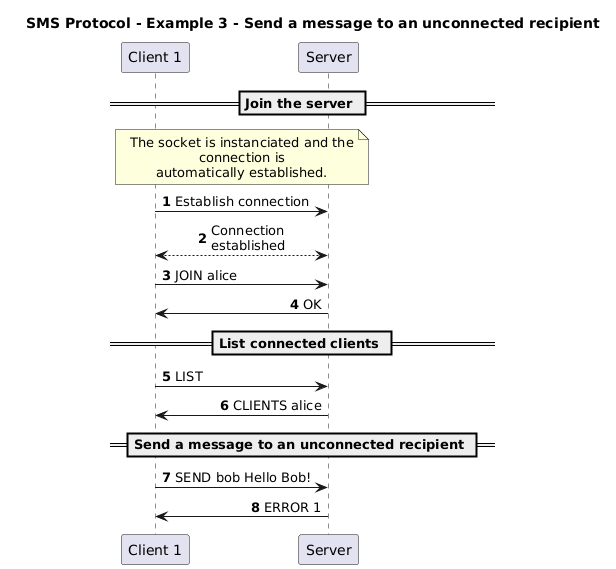 SMS Protocol - Example 3 - Send a message to an unconnected recipient
Client 1
Server
Join the server
The socket is instanciated and the
connection is
automatically established.
1 Establish connection
2 Connection
established
3 JOIN alice
4 OK
List connected clients
5 LIST
6 CLIENTS alice
Send a message to an unconnected recipient
7 SEND bob Hello Bob!
8 ERROR 1
Client 1
Server